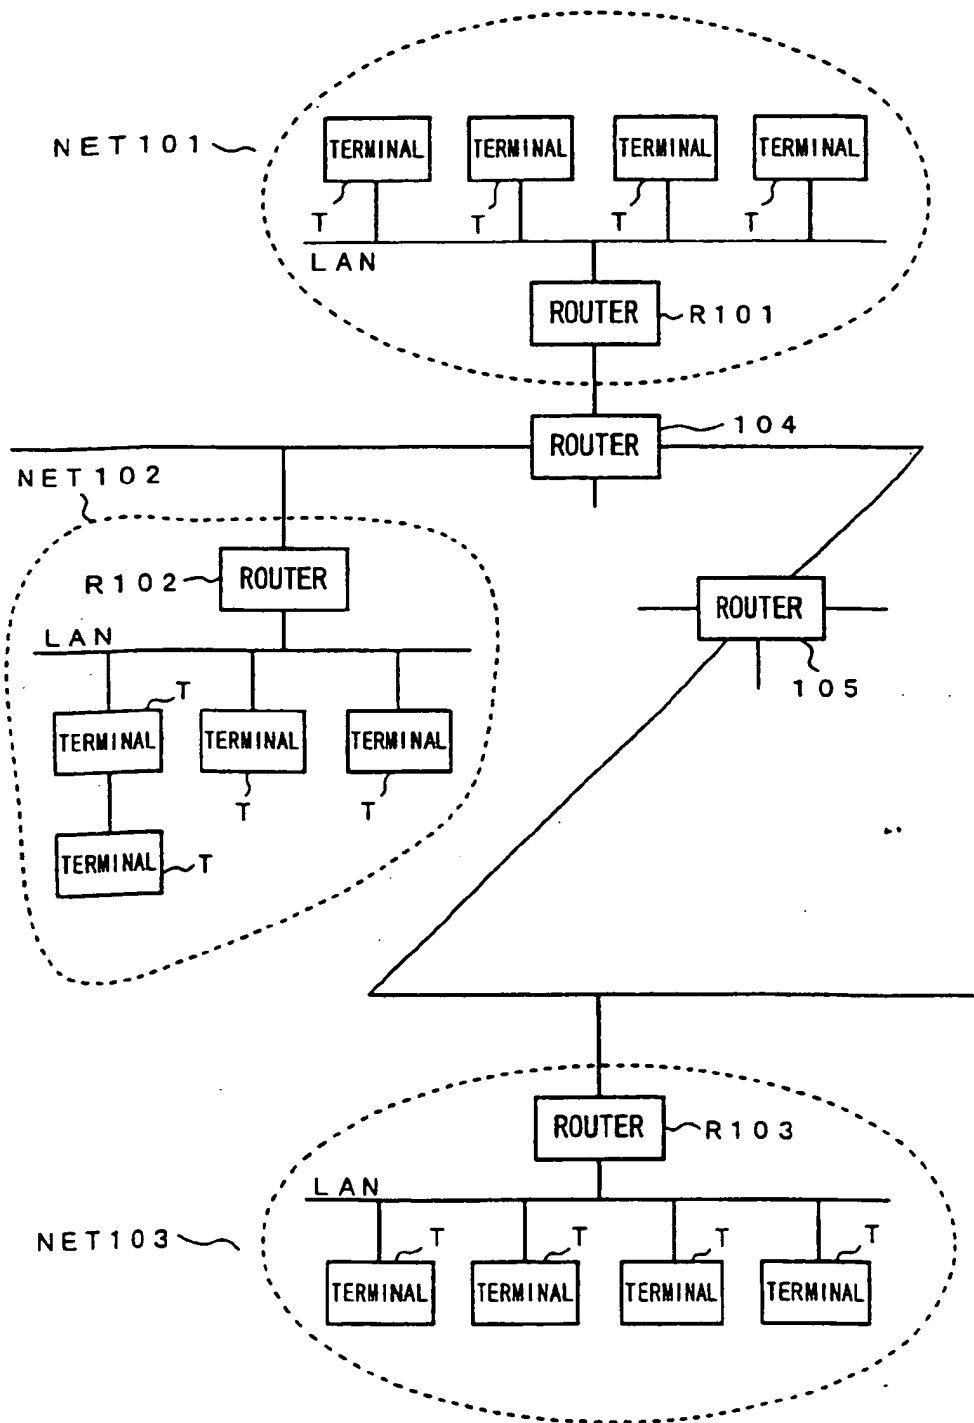 NET101
TERMINAL TERMINAL TERMINAL TERMINAL
T T T T
LAN
ROUTER R101
ROUTER 104
NET102
R102 ROUTER
ROUTER
105
LAN
T
TERMINAL TERMINAL TERMINAL
T T
TERMINAL T
ROUTER R103
LAN
NET103
T T T T
TERMINAL TERMINAL TERMINAL TERMINAL